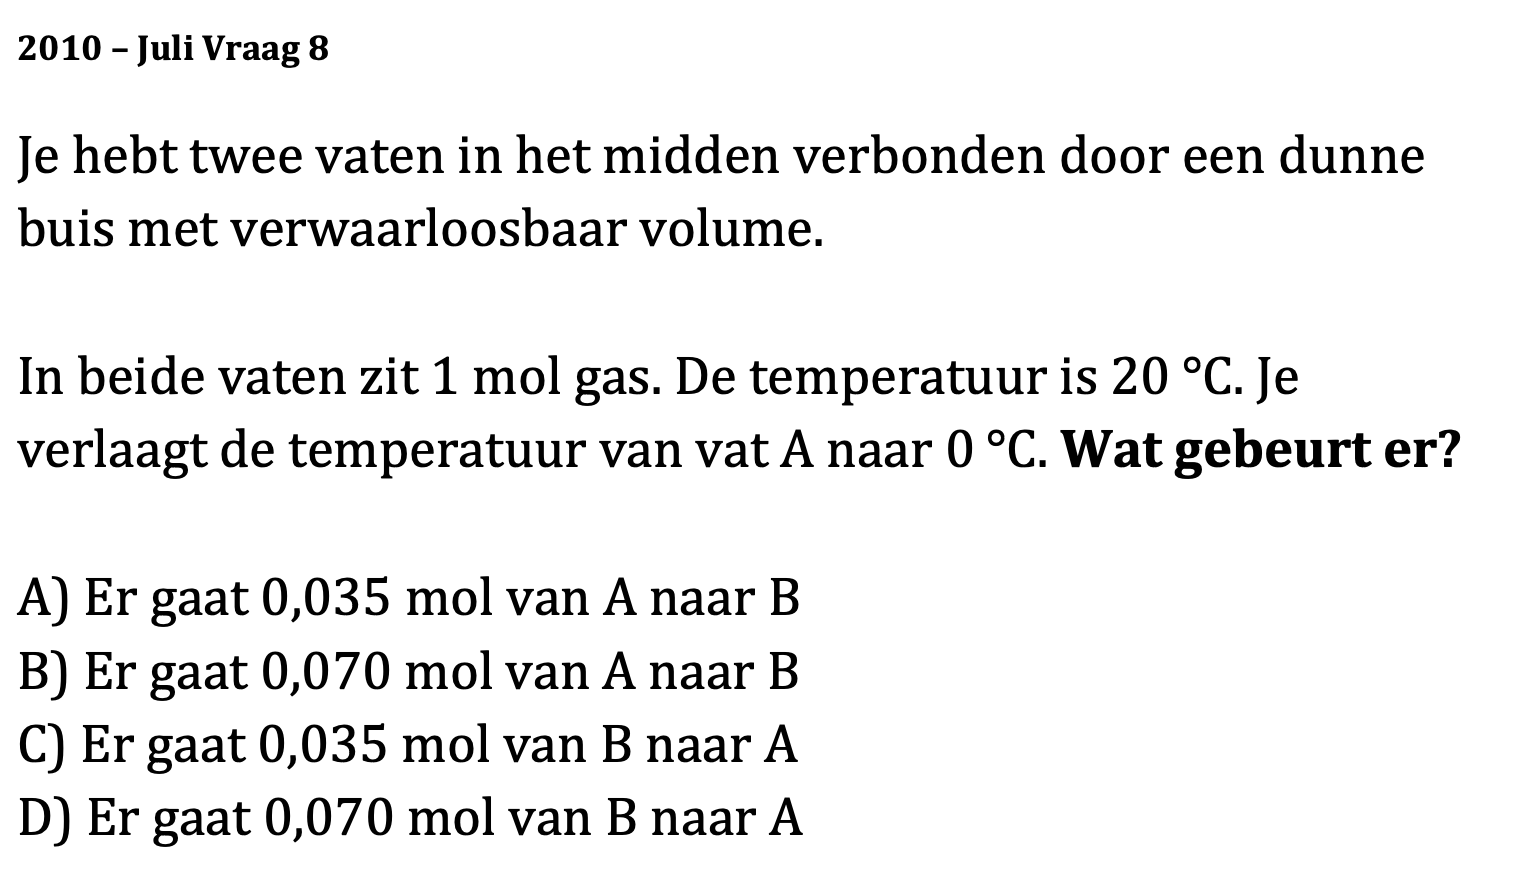 2010 – Juli Vraag 8
Je hebt twee vaten in het midden verbonden door een dunne
buis met verwaarloosbaar volume.
In beide vaten zit 1 mol gas. De temperatuur is 20 °C. Je
verlaagt de temperatuur van vat A naar 0 °C. Wat gebeurt er?
A) Er gaat 0,035 mol van A naar B
B) Er gaat 0,070 mol van A naar B
C) Er gaat 0,035 mol van B naar A
D) Er gaat 0,070 mol van B naar A